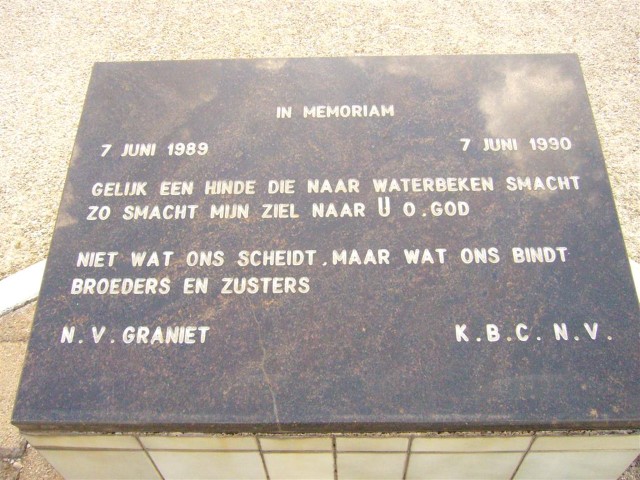 IN MEMORIAM
7 JUNI 1989 7 JUNI 1990
GELIJK EEN HINDE DIE NAAR WATERBEKEN SMACHT
ZO SMACHT MIJN ZIEL NAAR U O.GOD
NIET WAT ONS SCHEIDT.MAAR WAT ONS BINDT
BROEDERS EN ZUSTERS
N.V.GRANIET K.B.C.N.V.